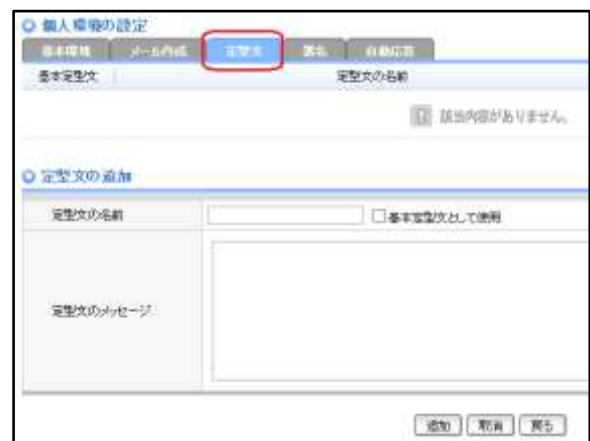 個人環境の設定
基本環境 メール作成 定型文 署名 自動応答
基本定型文 定型文の名前
該当内容がありません。
定型文の追加
定型文の名前 基本定型文として使用
定型文のメッセージ
追加 取消 戻る